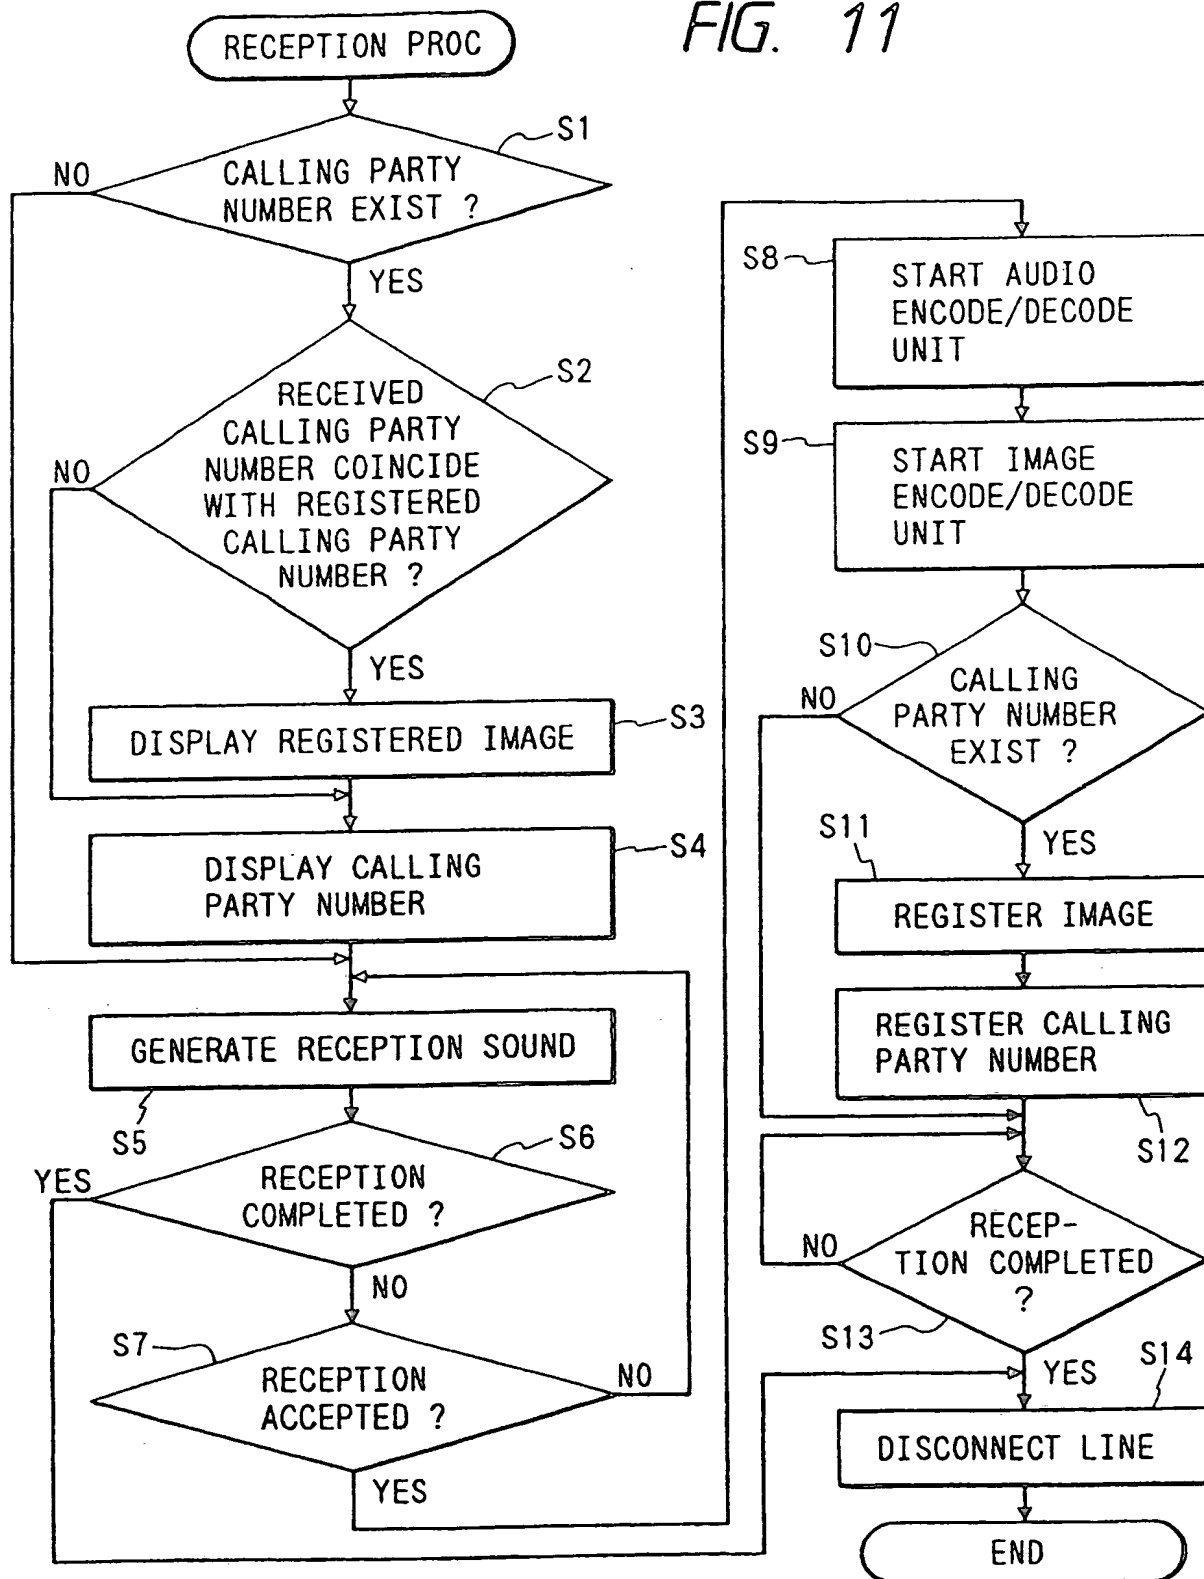 FIG. 11
RECEPTION PROC
S1
CALLING PARTY
NUMBER EXIST ?
NO
YES
S2
RECEIVED
CALLING PARTY
NUMBER COINCIDE
WITH REGISTERED
CALLING PARTY
NUMBER ?
NO
YES
S3
DISPLAY REGISTERED IMAGE
S4
DISPLAY CALLING
PARTY NUMBER
GENERATE RECEPTION SOUND
S5
S6
YES
RECEPTION
COMPLETED ?
NO
S7
RECEPTION
ACCEPTED ?
NO
YES
S8
START AUDIO
ENCODE/DECODE
UNIT
S9
START IMAGE
ENCODE/DECODE
UNIT
S10
CALLING
PARTY NUMBER
EXIST ?
NO
YES
S11
REGISTER IMAGE
REGISTER CALLING
PARTY NUMBER
S12
RECEP-
TION COMPLETED
?
NO
S13
YES
S14
DISCONNECT LINE
END